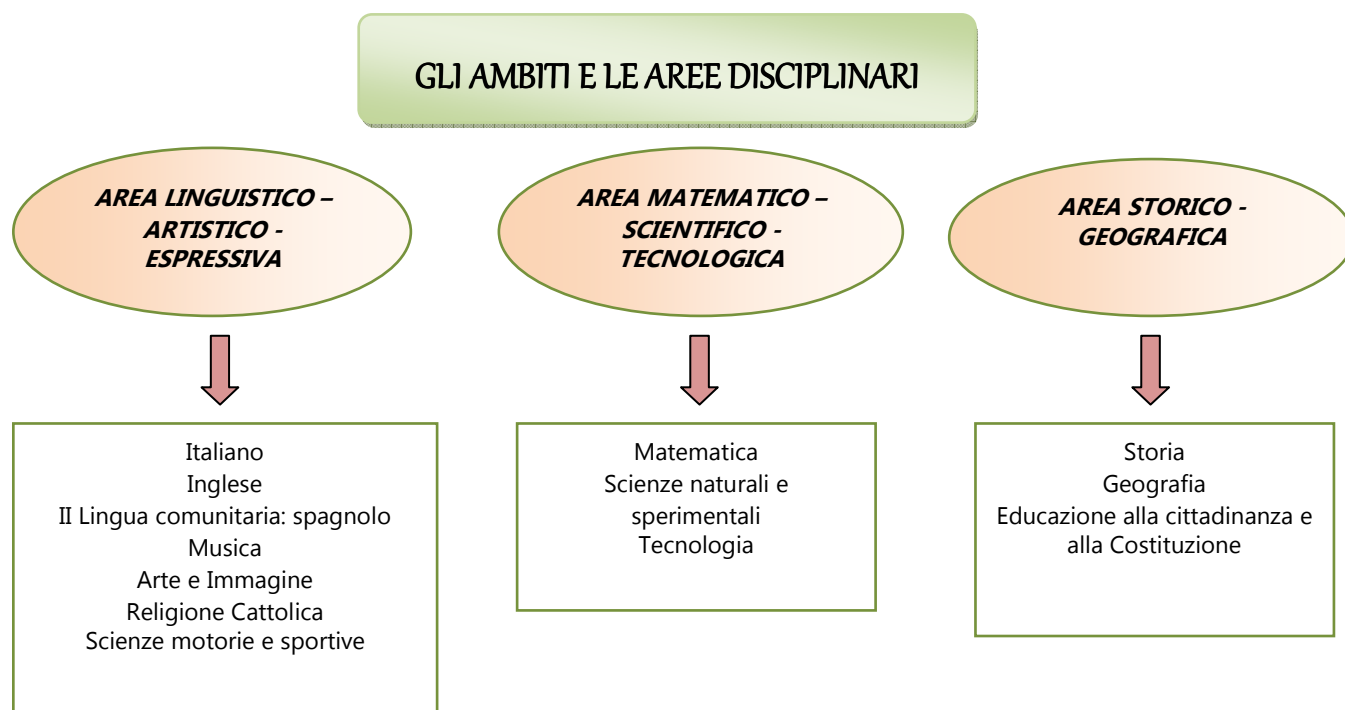 GLI AMBITI E LE AREE DISCIPLINARI
AREA LINGUISTICO –
ARTISTICO -
ESPRESSIVA
AREA MATEMATICO –
SCIENTIFICO -
TECNOLOGICA
AREA STORICO -
GEOGRAFICA
Italiano
Inglese
II Lingua comunitaria: spagnolo
Musica
Arte e Immagine
Religione Cattolica
Scienze motorie e sportive
Matematica
Scienze naturali e
sperimentali
Tecnologia
Storia
Geografia
Educazione alla cittadinanza e
alla Costituzione